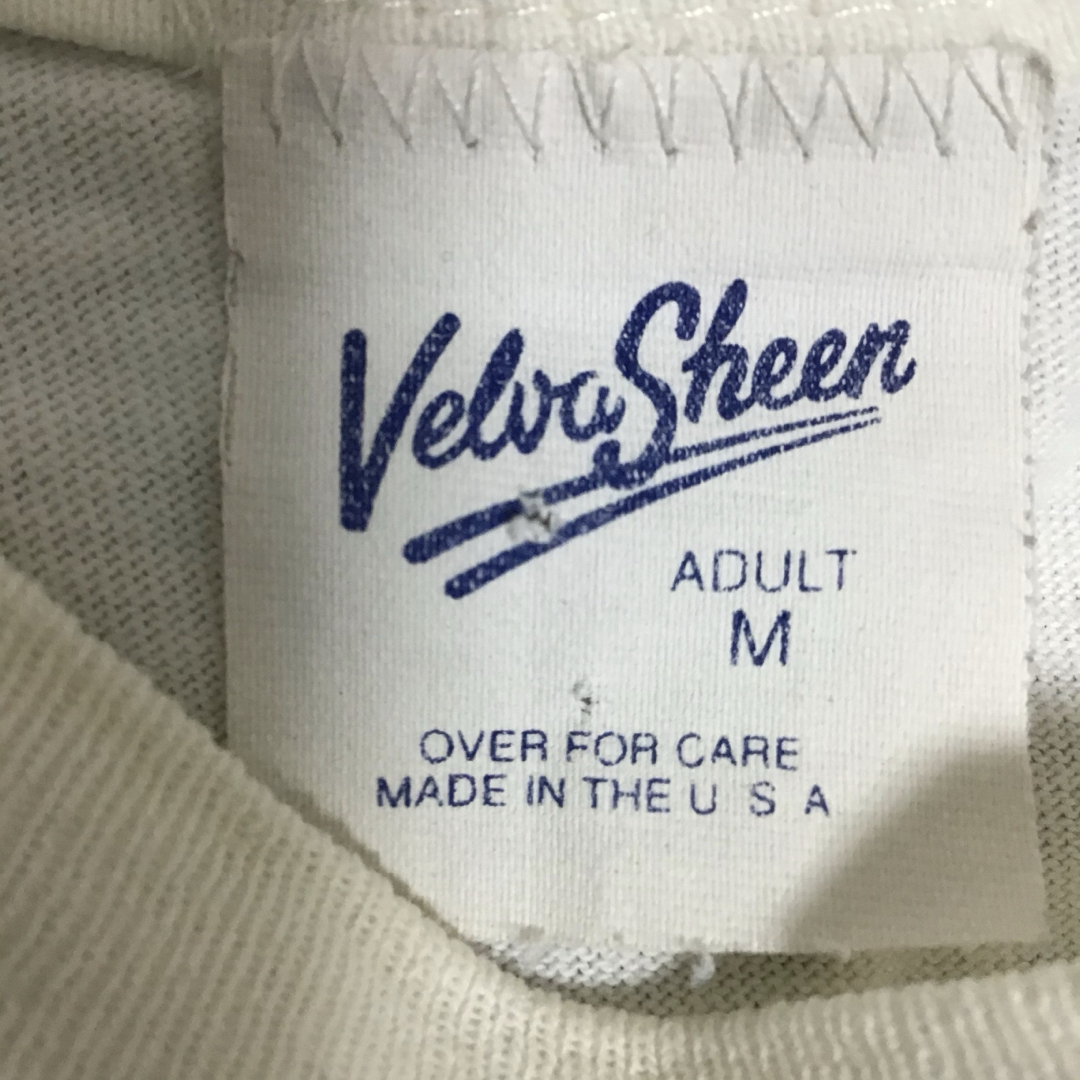 VelvaSheen
ADULT
M
OVER FOR CARE
MADE IN THE U S A